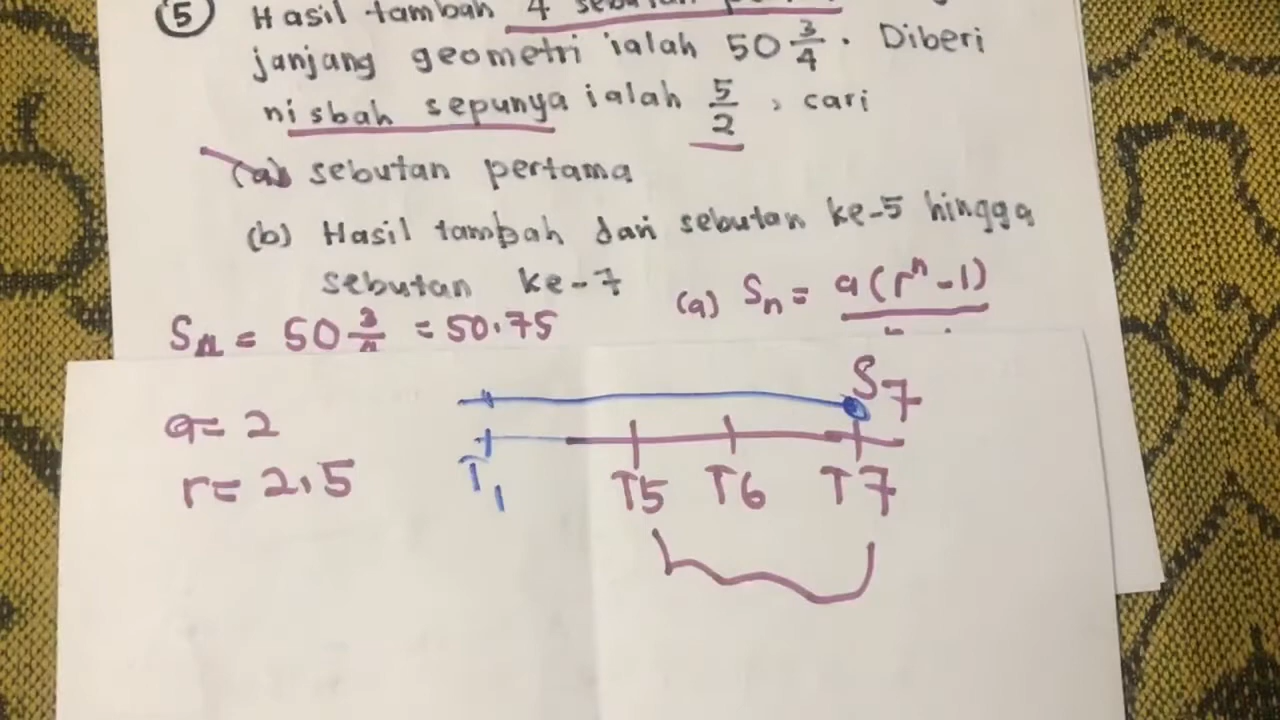 5 Hasil tambah 4
janjang geometri ialah 50 3/4 . Diberi
nisbah sepunya ialah 5/2 , cari
(a) sebutan pertama
(b) Hasil tambah dari sebutan ke-5 hingga
sebutan ke-7
(a) Sn = a(r^n - 1)
= 50 3/4 = 50.75
S7
a = 2
r = 2.5
T1 T5 T6 T7